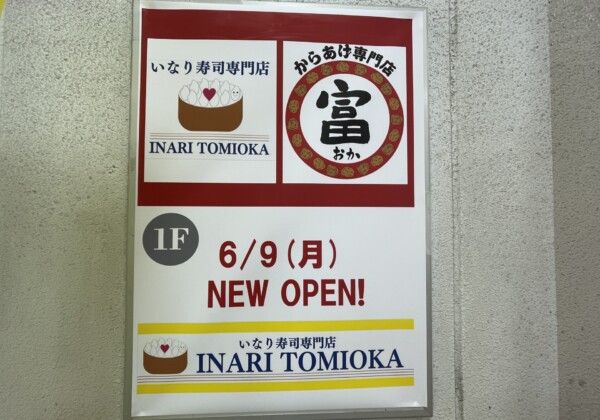 いなり寿司専門店
INARI TOMIOKA
からあげ専門店
富
おか
1F
6/9(月)
NEW OPEN!
いなり寿司専門店
INARI TOMIOKA